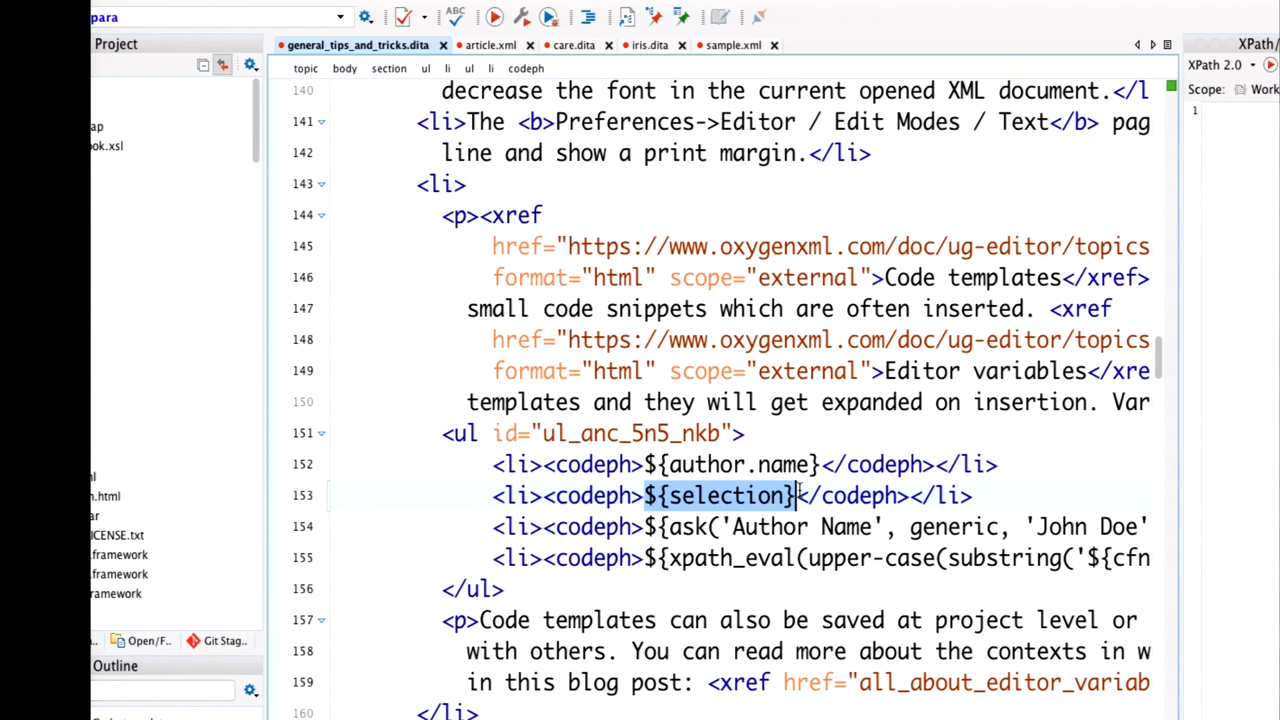 para
ABC
Project
general_tips_and_tricks.dita
article.xml
care.dita
iris.dita
sample.xml
XPath/
topic body section ul li ul li codeph
XPath 2.0
Scope: Work
1
ap
ok.xsl
140 decrease the font in the current opened XML document.</l
141 <li>The <b>Preferences->Editor / Edit Modes / Text</b> pag
142 line and show a print margin.</li>
143 <li>
144 <p><xref
145 href="https://www.oxygenxml.com/doc/ug-editor/topics
146 format="html" scope="external">Code templates</xref>
147 small code snippets which are often inserted. <xref
148 href="https://www.oxygenxml.com/doc/ug-editor/topics
149 format="html" scope="external">Editor variables</xre
150 templates and they will get expanded on insertion. Var
151 <ul id="ul_anc_5n5_nkb">
152 <li><codeph>${author.name}</codeph></li>
153 <li><codeph>${selection}</codeph></li>
154 <li><codeph>${ask('Author Name', generic, 'John Doe'
155 <li><codeph>${xpath_eval(upper-case(substring('${cfn
156 </ul>
157 <p>Code templates can also be saved at project level or
158 with others. You can read more about the contexts in w
159 in this blog post: <xref href="all_about_editor_variab
160 </li>
ml
.html
ar
ICENSE.txt
.framework
.framework
.framework
Open/F..
Git Stag..
Outline